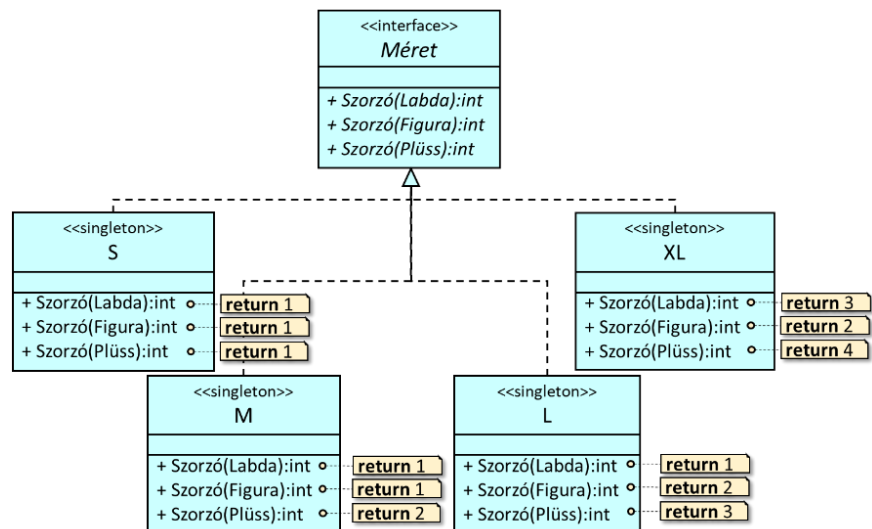 <<interface>>
Méret
+ Szorzó(Labda):int
+ Szorzó(Figura):int
+ Szorzó(Plüss):int
<<singleton>>
S
+ Szorzó(Labda):int
return 1
+ Szorzó(Figura):int
return 1
+ Szorzó(Plüss):int
return 1
<<singleton>>
XL
+ Szorzó(Labda):int
return 3
+ Szorzó(Figura):int
return 2
+ Szorzó(Plüss):int
return 4
<<singleton>>
M
+ Szorzó(Labda):int
return 1
+ Szorzó(Figura):int
return 1
+ Szorzó(Plüss):int
return 2
<<singleton>>
L
+ Szorzó(Labda):int
return 1
+ Szorzó(Figura):int
return 2
+ Szorzó(Plüss):int
return 3